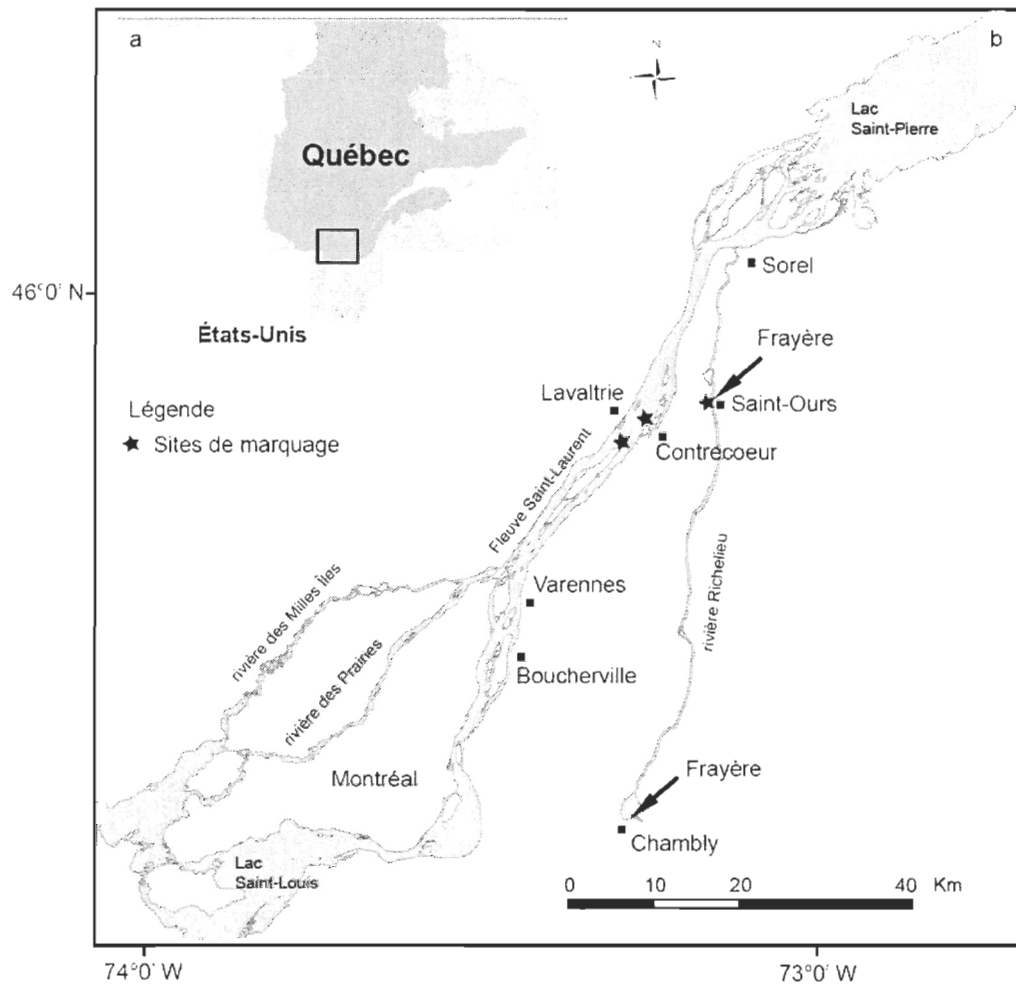 a
b
z
Québec
États-Unis
Légende
Sites de marquage
46°0' N
Lac
Saint-Pierre
Sorel
Frayère
Saint-Ours
Lavaltrie
Contrecoeur
Fleuve Saint-Laurent
Varennes
rivière des Milles Îles
rivière des Prairies
rivière Richelieu
Boucherville
Montréal
Frayère
Chambly
Lac
Saint-Louis
0 10 20 40 Km
74°0' W
73°0' W